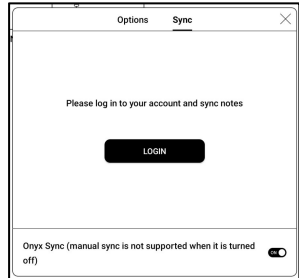 Options Sync
Please log in to your account and sync notes
LOGIN
Onyx Sync (manual sync is not supported when it is turned
off)
ON